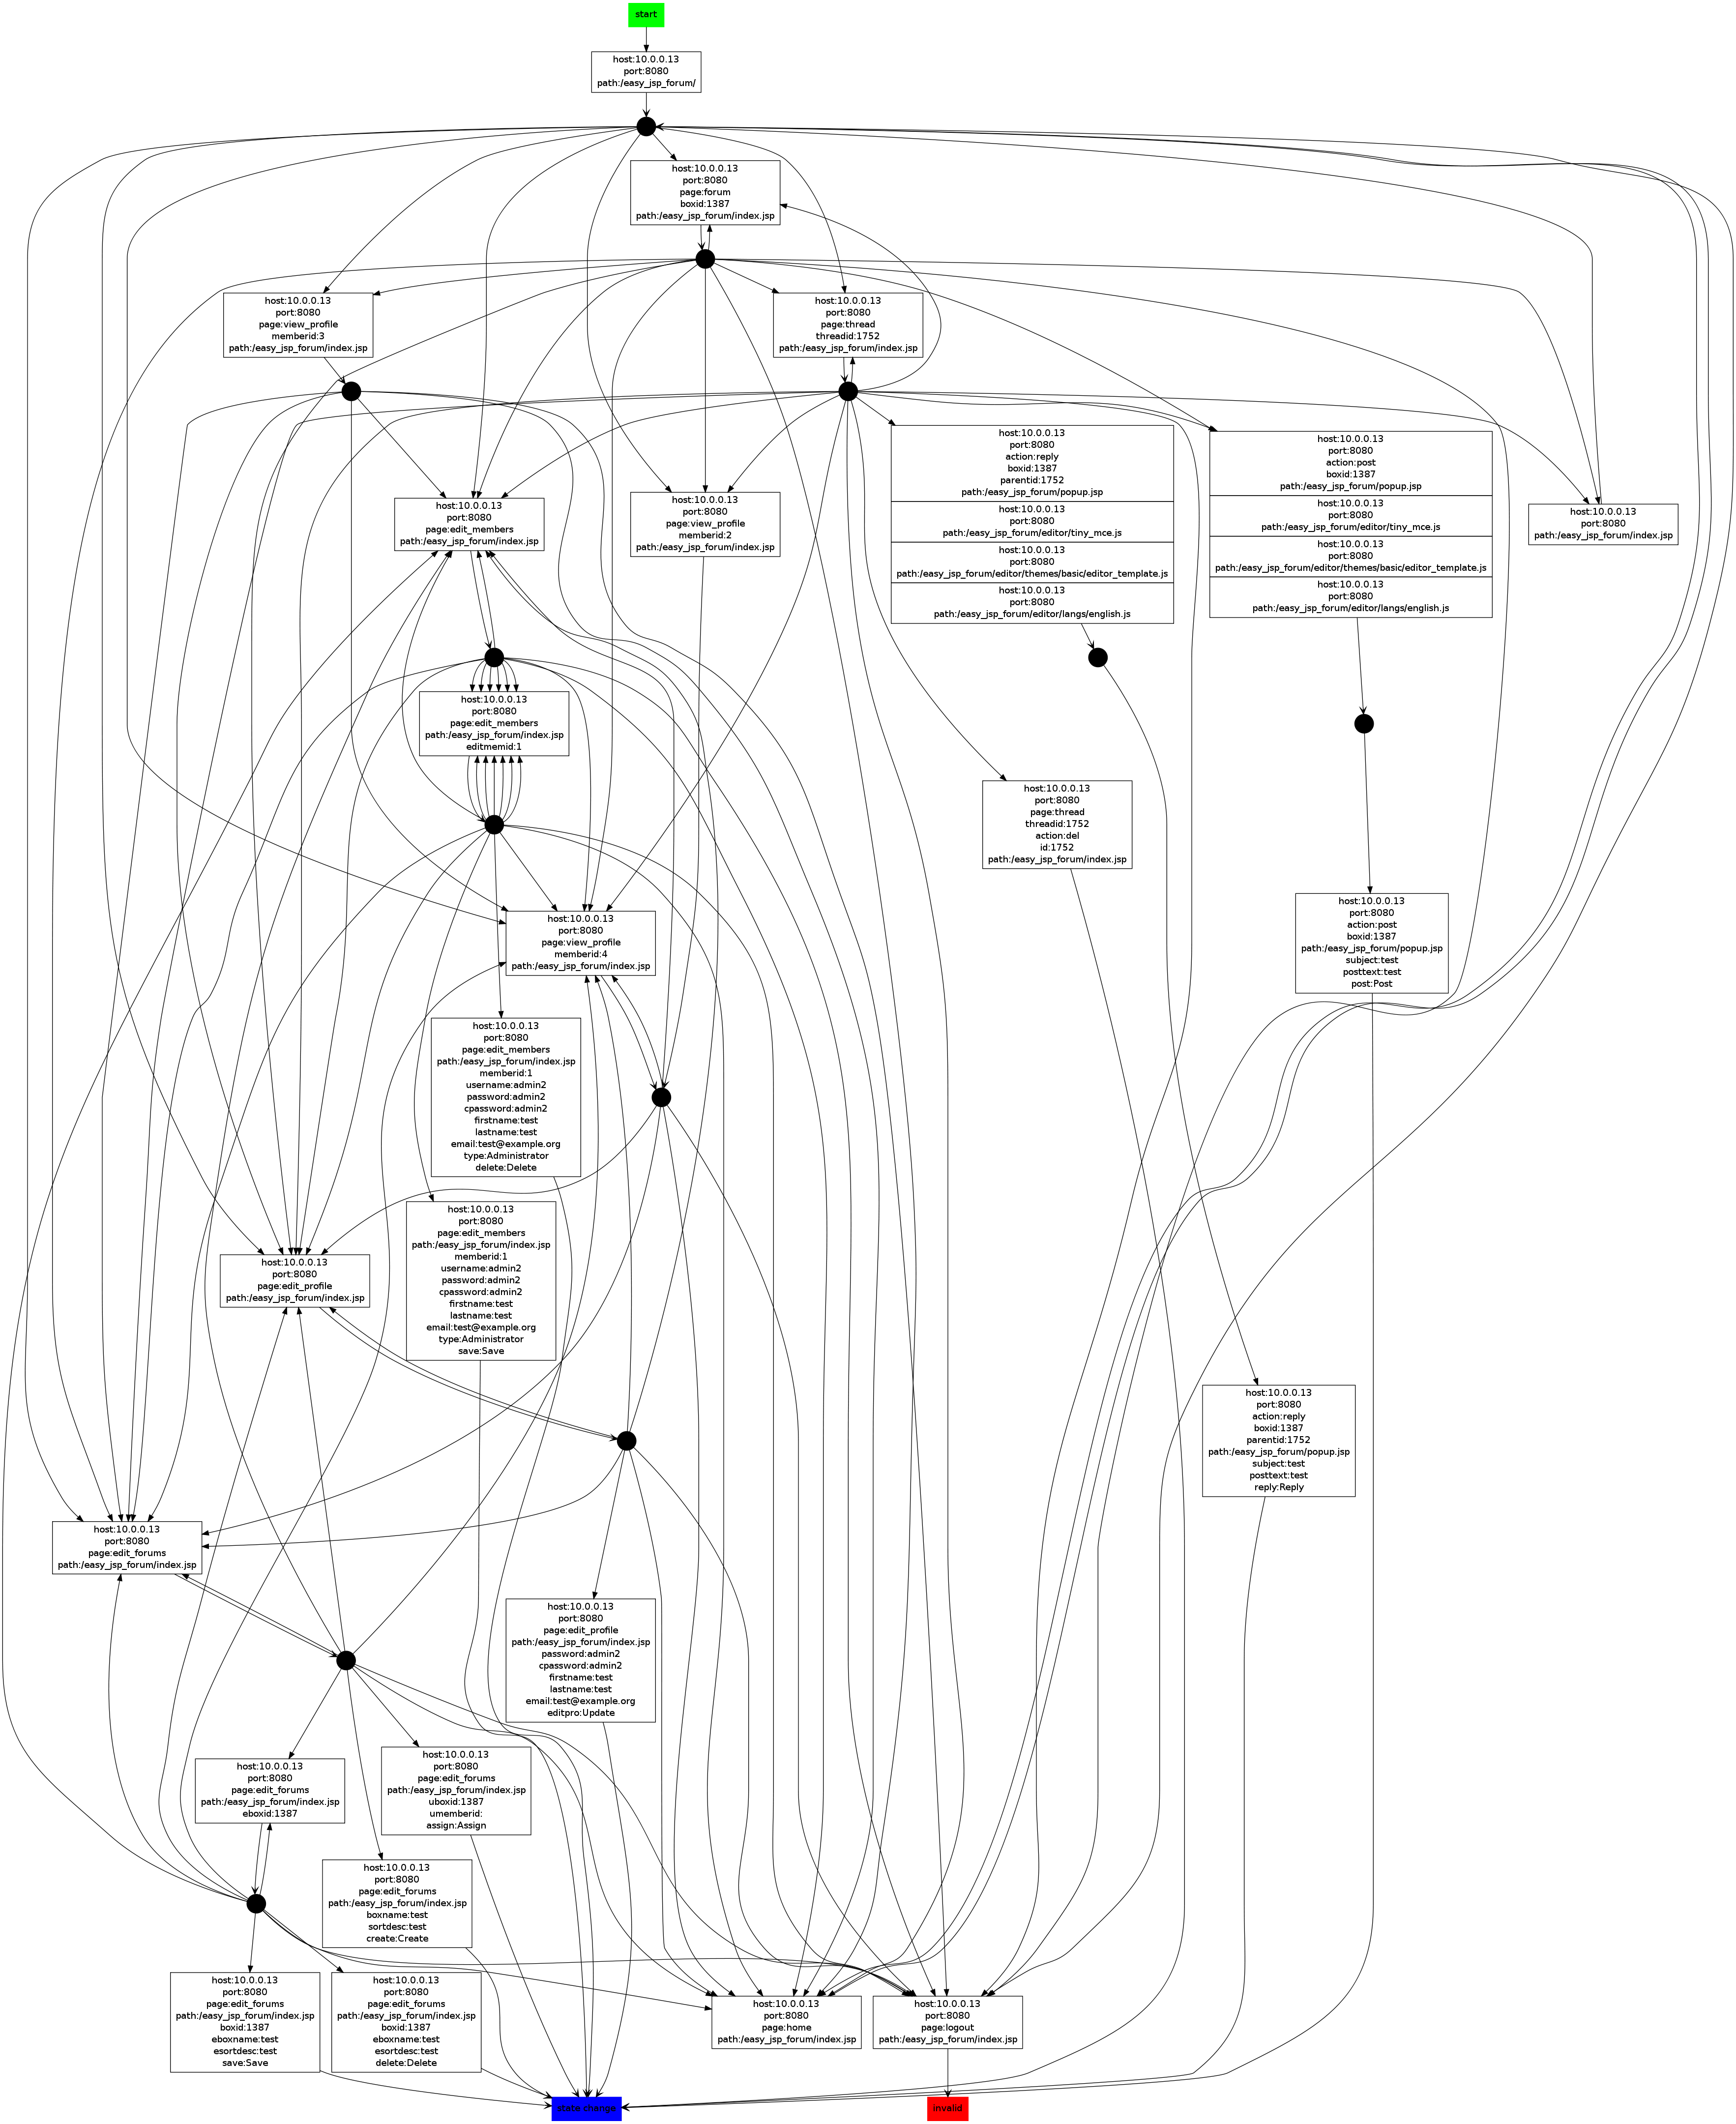 start
host:10.0.0.13
port:8080
path:/easy_jsp_forum/
host:10.0.0.13
port:8080
page:forum
boxid:1387
path:/easy_jsp_forum/index.jsp
host:10.0.0.13
port:8080
page:view_profile
memberid:3
path:/easy_jsp_forum/index.jsp
host:10.0.0.13
port:8080
page:thread
threadid:1752
path:/easy_jsp_forum/index.jsp
host:10.0.0.13
port:8080
page:edit_members
path:/easy_jsp_forum/index.jsp
host:10.0.0.13
port:8080
page:view_profile
memberid:2
path:/easy_jsp_forum/index.jsp
host:10.0.0.13
port:8080
action:reply
boxid:1387
parentid:1752
path:/easy_jsp_forum/popup.jsp
host:10.0.0.13
port:8080
path:/easy_jsp_forum/editor/tiny_mce.js
host:10.0.0.13
port:8080
path:/easy_jsp_forum/editor/themes/basic/editor_template.js
host:10.0.0.13
port:8080
path:/easy_jsp_forum/editor/langs/english.js
host:10.0.0.13
port:8080
action:post
boxid:1387
path:/easy_jsp_forum/popup.jsp
host:10.0.0.13
port:8080
path:/easy_jsp_forum/editor/tiny_mce.js
host:10.0.0.13
port:8080
path:/easy_jsp_forum/editor/themes/basic/editor_template.js
host:10.0.0.13
port:8080
path:/easy_jsp_forum/editor/langs/english.js
host:10.0.0.13
port:8080
path:/easy_jsp_forum/index.jsp
host:10.0.0.13
port:8080
page:edit_members
path:/easy_jsp_forum/index.jsp
editmemid:1
host:10.0.0.13
port:8080
page:thread
threadid:1752
action:del
id:1752
path:/easy_jsp_forum/index.jsp
host:10.0.0.13
port:8080
action:post
boxid:1387
path:/easy_jsp_forum/popup.jsp
subject:test
posttext:test
post:Post
host:10.0.0.13
port:8080
page:view_profile
memberid:4
path:/easy_jsp_forum/index.jsp
host:10.0.0.13
port:8080
page:edit_members
path:/easy_jsp_forum/index.jsp
memberid:1
username:admin2
password:admin2
cpassword:admin2
firstname:test
lastname:test
email:test@example.org
type:Administrator
delete:Delete
host:10.0.0.13
port:8080
page:edit_members
path:/easy_jsp_forum/index.jsp
memberid:1
username:admin2
password:admin2
cpassword:admin2
firstname:test
lastname:test
email:test@example.org
type:Administrator
save:Save
host:10.0.0.13
port:8080
page:edit_profile
path:/easy_jsp_forum/index.jsp
host:10.0.0.13
port:8080
action:reply
boxid:1387
parentid:1752
path:/easy_jsp_forum/popup.jsp
subject:test
posttext:test
reply:Reply
host:10.0.0.13
port:8080
page:edit_forums
path:/easy_jsp_forum/index.jsp
host:10.0.0.13
port:8080
page:edit_profile
path:/easy_jsp_forum/index.jsp
password:admin2
cpassword:admin2
firstname:test
lastname:test
email:test@example.org
editpro:Update
host:10.0.0.13
port:8080
page:edit_forums
path:/easy_jsp_forum/index.jsp
eboxid:1387
host:10.0.0.13
port:8080
page:edit_forums
path:/easy_jsp_forum/index.jsp
uboxid:1387
umemberid:
assign:Assign
host:10.0.0.13
port:8080
page:edit_forums
path:/easy_jsp_forum/index.jsp
boxname:test
sortdesc:test
create:Create
host:10.0.0.13
port:8080
page:edit_forums
path:/easy_jsp_forum/index.jsp
boxid:1387
eboxname:test
esortdesc:test
save:Save
host:10.0.0.13
port:8080
page:edit_forums
path:/easy_jsp_forum/index.jsp
boxid:1387
eboxname:test
esortdesc:test
delete:Delete
host:10.0.0.13
port:8080
page:home
path:/easy_jsp_forum/index.jsp
host:10.0.0.13
port:8080
page:logout
path:/easy_jsp_forum/index.jsp
state change
invalid